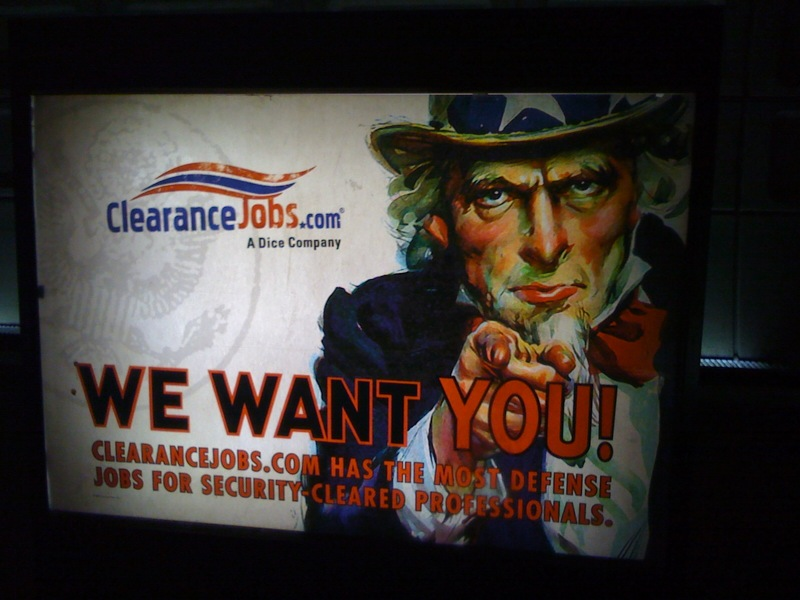 ClearanceJobs.com®
A Dice Company
WE WANT YOU!
CLEARANCEJOBS.COM HAS THE MOST DEFENSE
JOBS FOR SECURITY-CLEARED PROFESSIONALS.